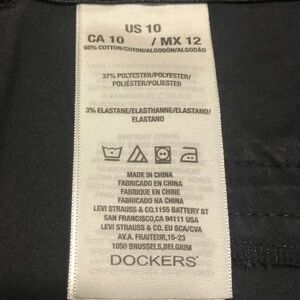 US 10
CA 10 / MX 12
60% COTTON/COTON/ALGODÓN/ALGODÃO
37% POLYESTER/POLYESTER/
POLIÉSTER/POLIÉSTER
3% ELASTANE/ELASTHANNE/ELASTANO/
ELASTANO
MADE IN CHINA
FABRICADO EN CHINA
FABRIQUE EN CHINE
FABRICADO NA CHINA
LEVI STRAUSS & CO.1155 BATTERY ST
SAN FRANCISCO,CA 94111 USA
LEVI STRAUSS & CO. EU SCA/CVA
AV.A. FRAITEUR,15-23
1050 BRUSSELS,BELGIUM
DOCKERS®